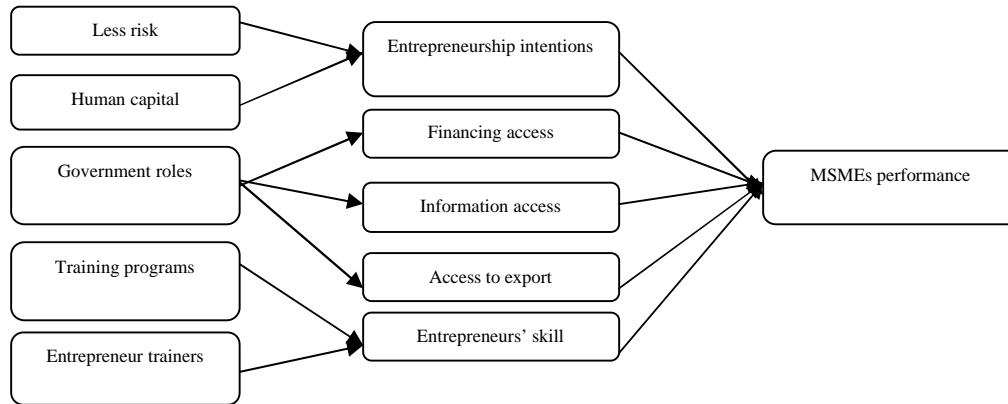 Less risk
Human capital
Government roles
Training programs
Entrepreneur trainers
Entrepreneurship intentions
Financing access
Information access
Access to export
Entrepreneurs’ skill
MSMEs performance